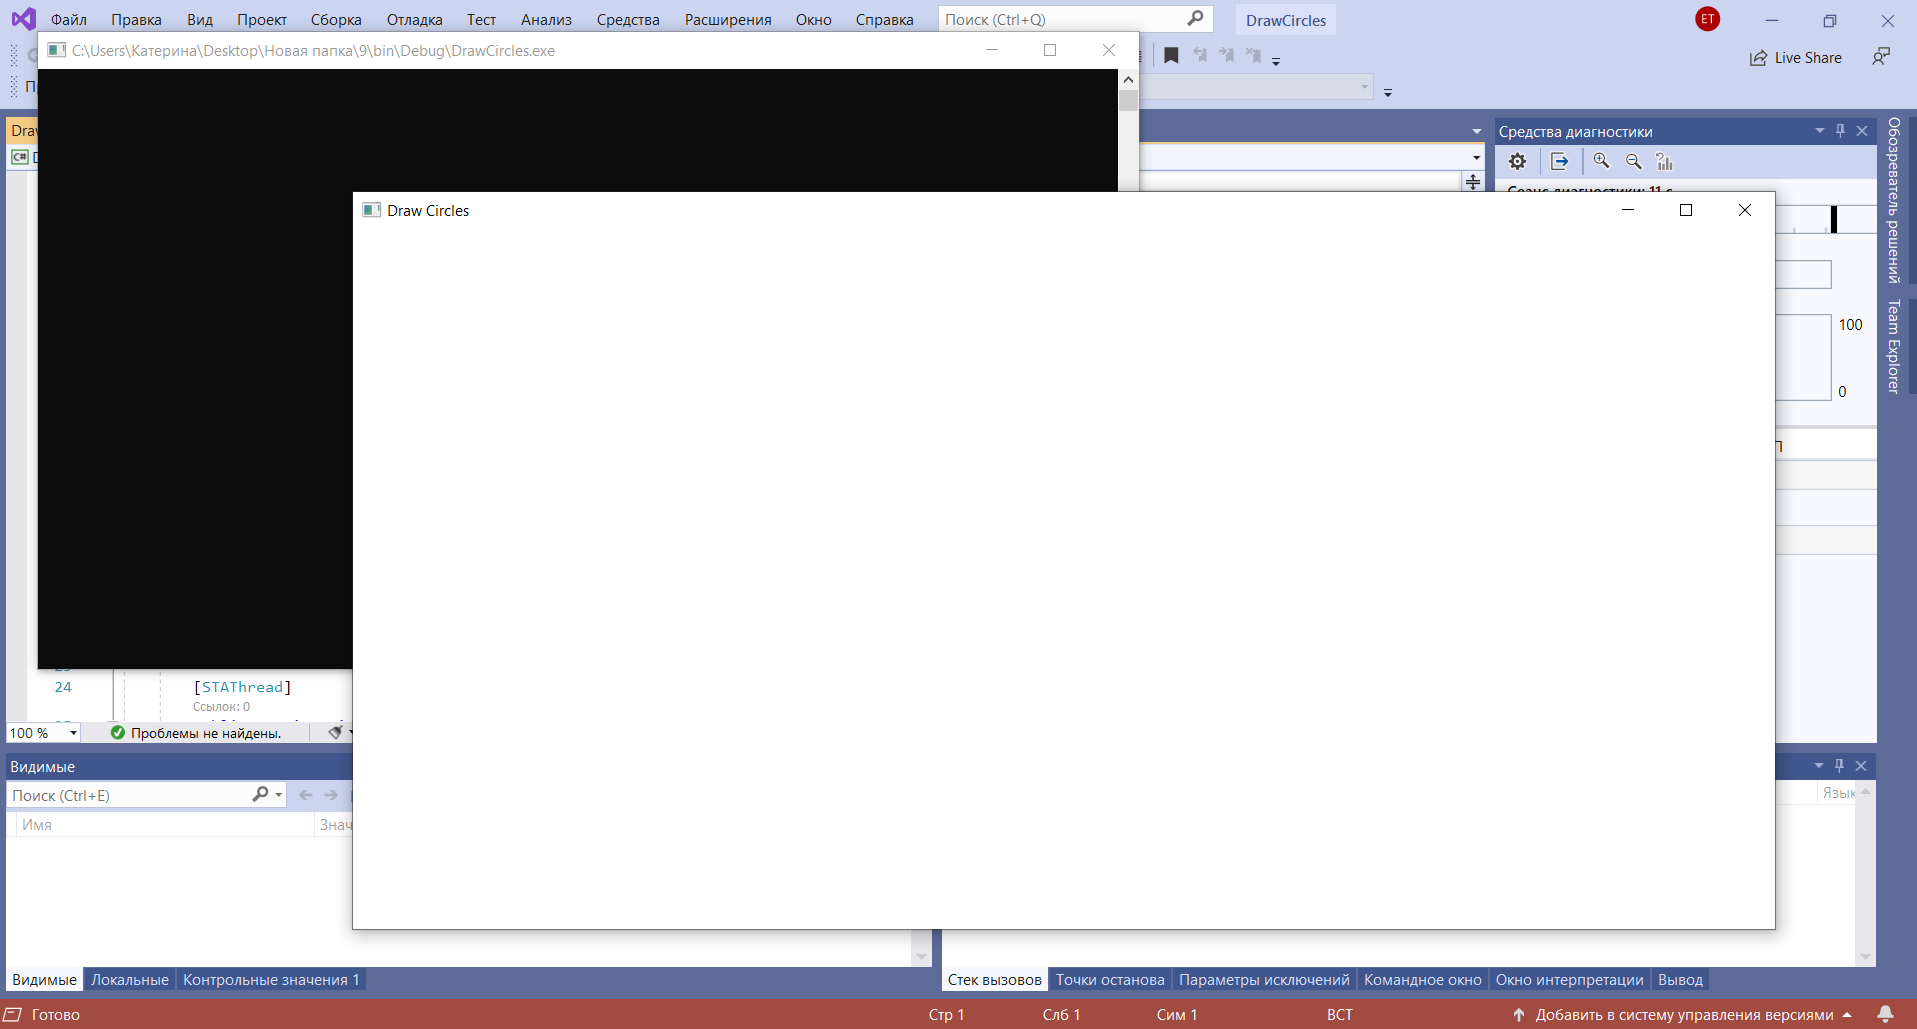 Файл Правка Вид Проект Сборка Отладка Тест Анализ Средства Расширения Окно Справка Поиск (Ctrl+Q) DrawCircles ET
C:\Users\Катерина\Desktop\Новая папка\9\bin\Debug\DrawCircles.exe
Live Share
Средства диагностики
Draw Circles
Обозреватель решений
Team Explorer
100
0
24 [STAThread]
Ссылок: 0
100 % Проблемы не найдены.
Видимые
Поиск (Ctrl+E)
Имя Знач
Язык
Видимые Локальные Контрольные значения 1
Стек вызовов Точки останова Параметры исключений Командное окно Окно интерпретации Вывод
Готово Стр 1 Слб 1 Сим 1 ВСТ Добавить в систему управления версиями